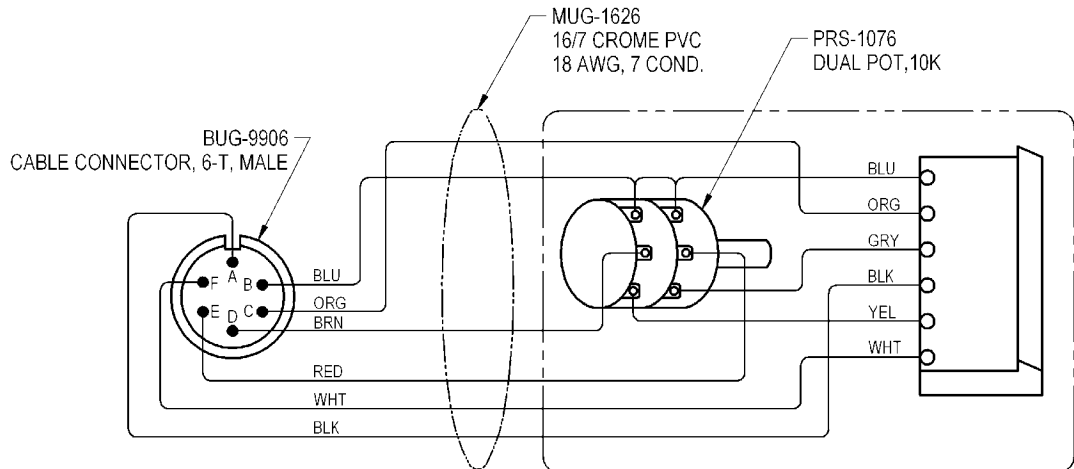 MUG-1626
16/7 CROME PVC
18 AWG, 7 COND.
PRS-1076
DUAL POT,10K
BUG-9906
CABLE CONNECTOR, 6-T, MALE
BLU
ORG
GRY
BLK
YEL
WHT
A
F
B
E
D
C
BLU
ORG
BRN
RED
WHT
BLK